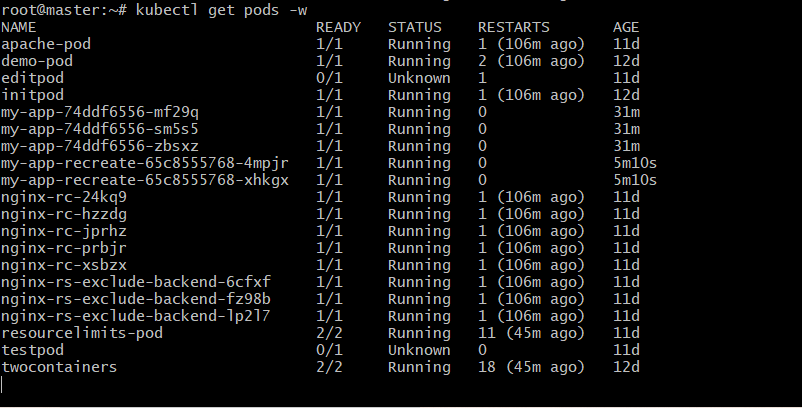 root@master:~# kubectl get pods -w
NAME READY STATUS RESTARTS AGE
apache-pod 1/1 Running 1 (106m ago) 11d
demo-pod 1/1 Running 2 (106m ago) 12d
editpod 0/1 Unknown 1 11d
initpod 1/1 Running 1 (106m ago) 12d
my-app-74ddf6556-mf29q 1/1 Running 0 31m
my-app-74ddf6556-sm5s5 1/1 Running 0 31m
my-app-74ddf6556-zbsxz 1/1 Running 0 31m
my-app-recreate-65c8555768-4mpjr 1/1 Running 0 5m10s
my-app-recreate-65c8555768-xhkgx 1/1 Running 0 5m10s
nginx-rc-24kq9 1/1 Running 1 (106m ago) 11d
nginx-rc-hzzdg 1/1 Running 1 (106m ago) 11d
nginx-rc-jprhz 1/1 Running 1 (106m ago) 11d
nginx-rc-prbjr 1/1 Running 1 (106m ago) 11d
nginx-rc-xsbzx 1/1 Running 1 (106m ago) 11d
nginx-rs-exclude-backend-6cfxf 1/1 Running 1 (106m ago) 11d
nginx-rs-exclude-backend-fz98b 1/1 Running 1 (106m ago) 11d
nginx-rs-exclude-backend-lp2l7 1/1 Running 1 (106m ago) 11d
resourcelimits-pod 2/2 Running 11 (45m ago) 11d
testpod 0/1 Unknown 0 11d
twocontainers 2/2 Running 18 (45m ago) 12d